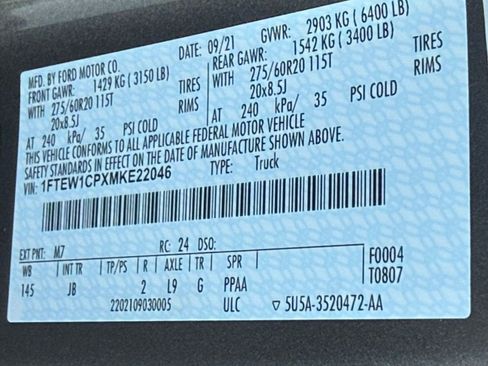 MFD. BY FORD MOTOR CO. DATE: 09/21 GVWR: 2903 KG (6400 LB)
FRONT GAWR: 1429 KG (3150 LB) REAR GAWR: 1542 KG (3400 LB)
WITH 275/60R20 115T TIRES WITH 275/60R20 115T TIRES
20x8.5J RIMS 20x8.5J RIMS
AT 240 kPa/ 35 PSI COLD AT 240 kPa/ 35 PSI COLD
THIS VEHICLE CONFORMS TO ALL APPLICABLE FEDERAL MOTOR VEHICLE
SAFETY STANDARDS IN EFFECT ON THE DATE OF MANUFACTURE SHOWN ABOVE.
VIN: 1FTEW1CPXMKE22046 TYPE: Truck
EXT PNT: M7 RC: 24 DSO: F0004
WB INT TR TP/PS R AXLE TR SPR T0807
145 JB 2 L9 G PPAA
2202109030005 ULC ▽ 5U5A-3520472-AA